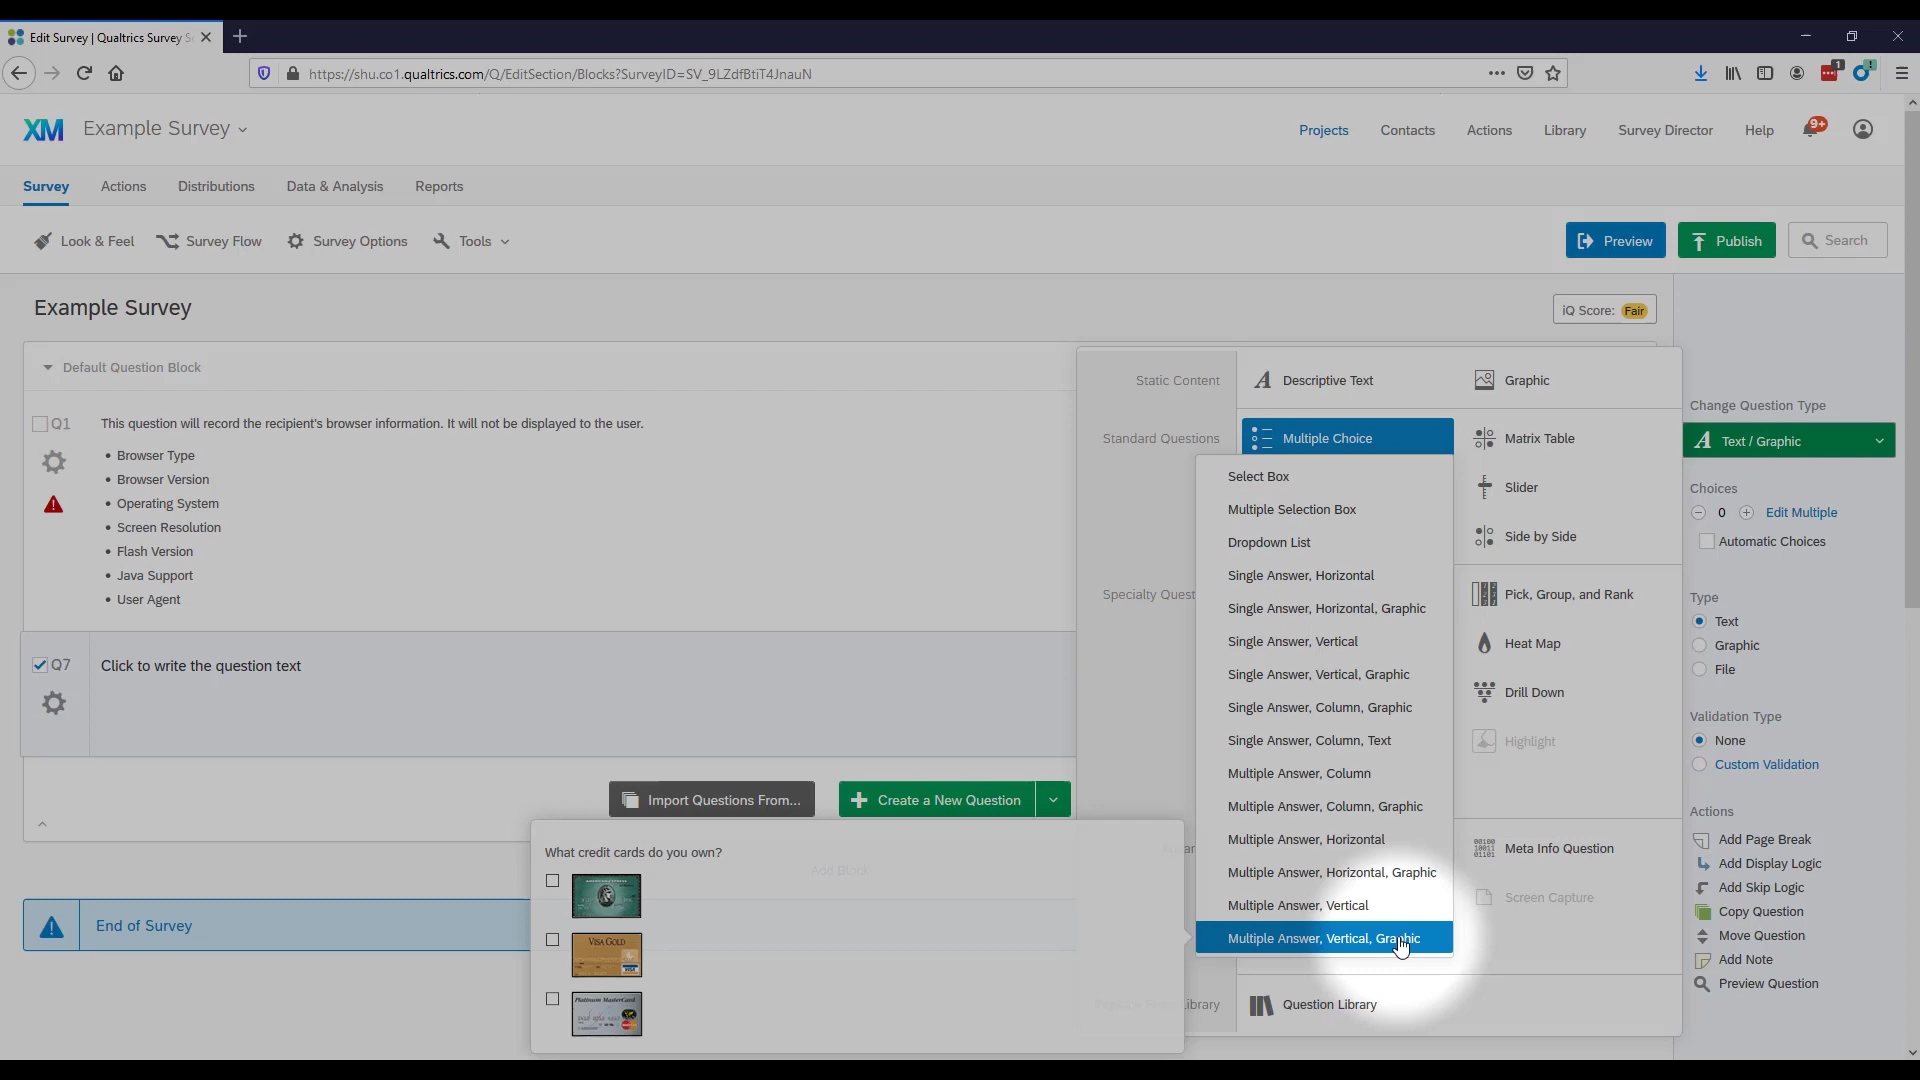 Edit Survey | Qualtrics Survey S
https://shu.co1.qualtrics.com/Q/EditSection/Blocks?SurveyID=SV_9LZdfBtiT4JnauN
1
!
XM
Example Survey
Projects
Contacts
Actions
Library
Survey Director
Help
9+
Survey
Actions
Distributions
Data & Analysis
Reports
Look & Feel
Survey Flow
Survey Options
Tools
Preview
Publish
Search
Example Survey
iQ Score: Fair
Default Question Block
Q1
This question will record the recipient's browser information. It will not be displayed to the user.
• Browser Type
• Browser Version
• Operating System
• Screen Resolution
• Flash Version
• Java Support
• User Agent
Q7
Click to write the question text
Import Questions From...
Create a New Question
Add Block
End of Survey
What credit cards do you own?
VISA GOLD
VISA
Platinum MasterCard
Static Content
Descriptive Text
Graphic
Standard Questions
Multiple Choice
Matrix Table
Slider
Side by Side
Select Box
Multiple Selection Box
Dropdown List
Single Answer, Horizontal
Single Answer, Horizontal, Graphic
Single Answer, Vertical
Single Answer, Vertical, Graphic
Single Answer, Column, Graphic
Single Answer, Column, Text
Multiple Answer, Column
Multiple Answer, Column, Graphic
Multiple Answer, Horizontal
Multiple Answer, Horizontal, Graphic
Multiple Answer, Vertical
Multiple Answer, Vertical, Graphic
Specialty Quest
Pick, Group, and Rank
Heat Map
Drill Down
Highlight
Meta Info Question
Screen Capture
Library
Question Library
Change Question Type
Text / Graphic
Choices
0
Edit Multiple
Automatic Choices
Type
Text
Graphic
File
Validation Type
None
Custom Validation
Actions
Add Page Break
Add Display Logic
Add Skip Logic
Copy Question
Move Question
Add Note
Preview Question